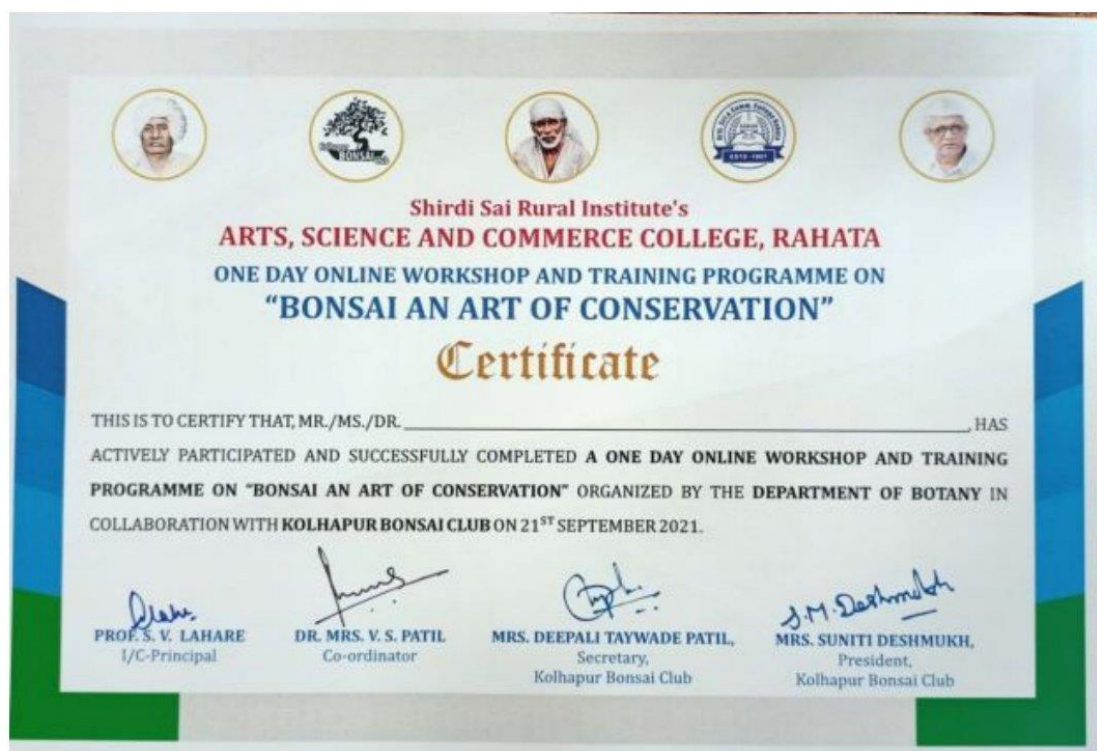 BONSAI
ESTD - 
Shirdi Sai Rural Institute's
ARTS, SCIENCE AND COMMERCE COLLEGE, RAHATA
ONE DAY ONLINE WORKSHOP AND TRAINING PROGRAMME ON
“BONSAI AN ART OF CONSERVATION”
Certificate
THIS IS TO CERTIFY THAT, MR./MS./DR. , HAS
ACTIVELY PARTICIPATED AND SUCCESSFULLY COMPLETED A ONE DAY ONLINE WORKSHOP AND TRAINING
PROGRAMME ON "BONSAI AN ART OF CONSERVATION" ORGANIZED BY THE DEPARTMENT OF BOTANY IN
COLLABORATION WITH KOLHAPUR BONSAI CLUB ON 21ST SEPTEMBER 2021.
S.M. Deshmukh
PROF. S. V. LAHARE DR. MRS. V. S. PATIL MRS. DEEPALI TAYWADE PATIL, MRS. SUNITI DESHMUKH,
I/C-Principal Co-ordinator Secretary, President,
Kolhapur Bonsai Club Kolhapur Bonsai Club